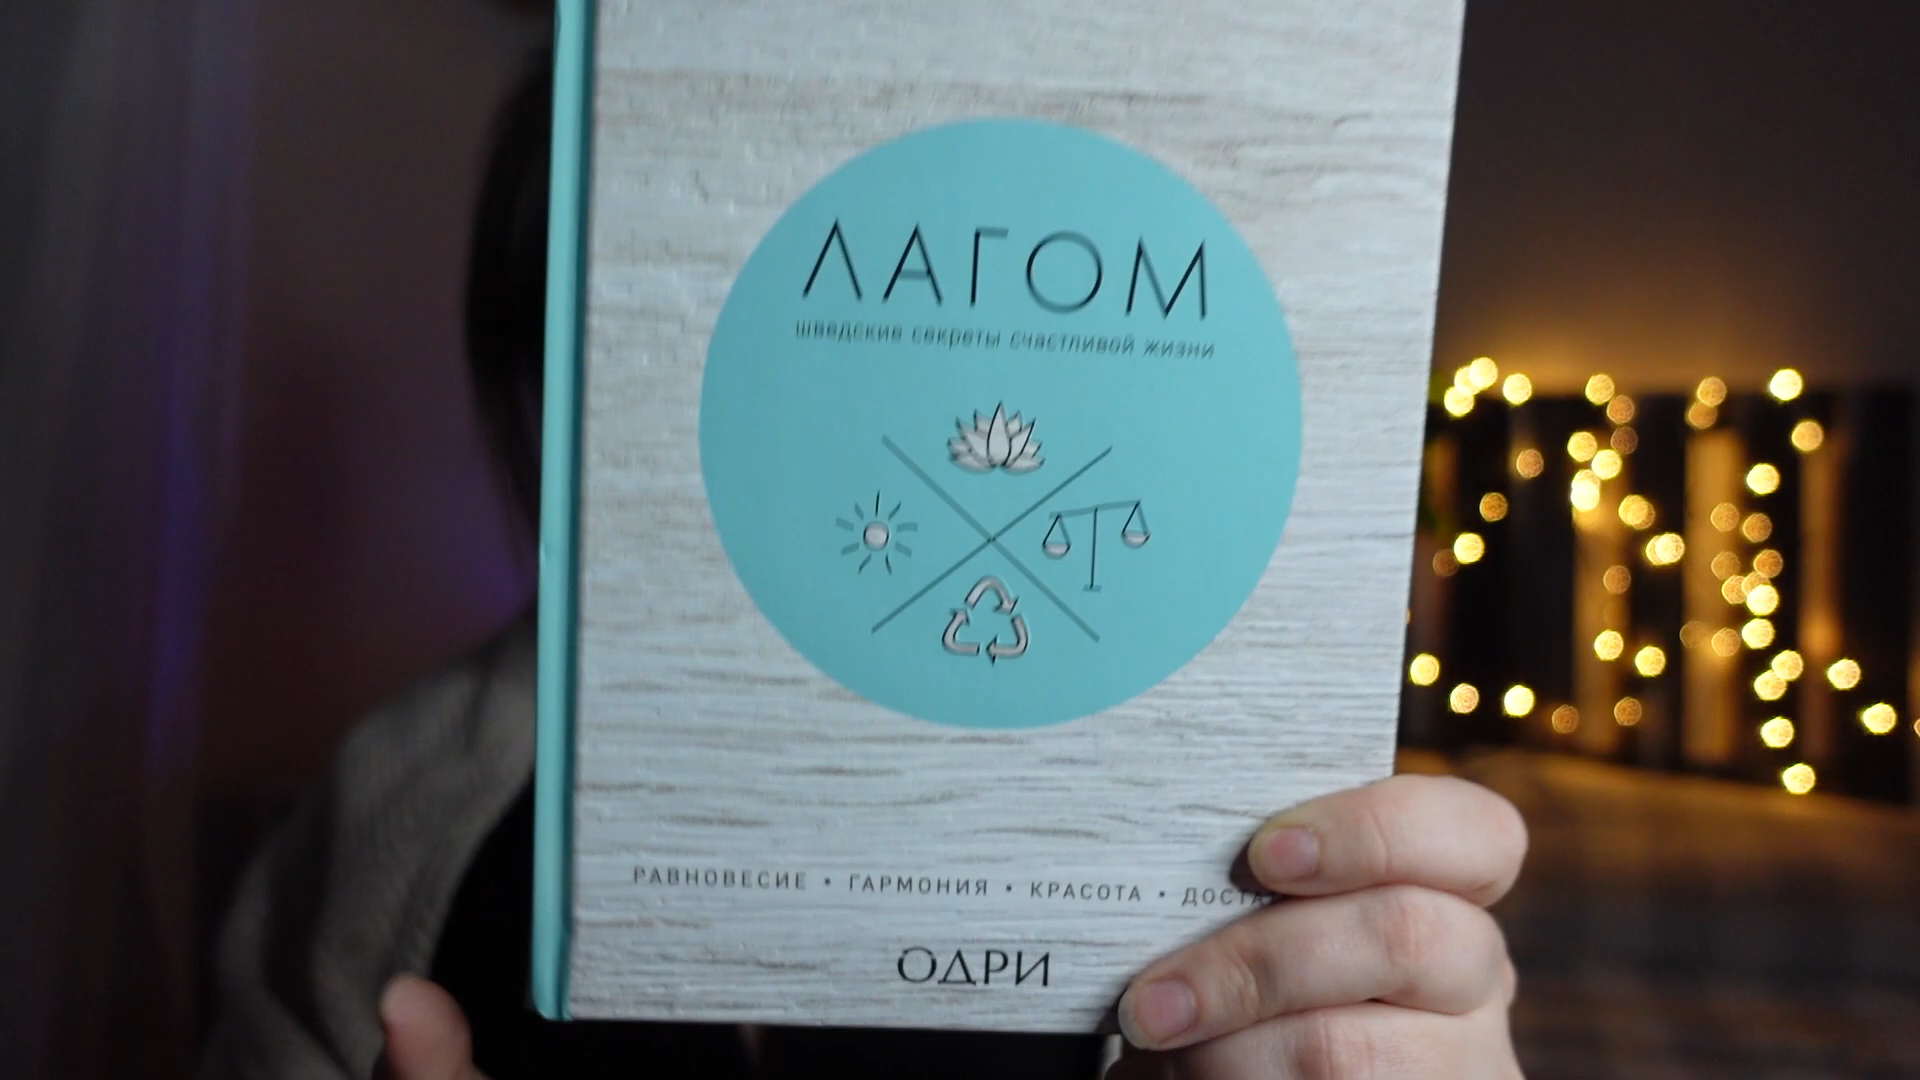 ЛАГОМ
шведские секреты счастливой жизни
РАВНОВЕСИЕ • ГАРМОНИЯ • КРАСОТА •
ОДРИ